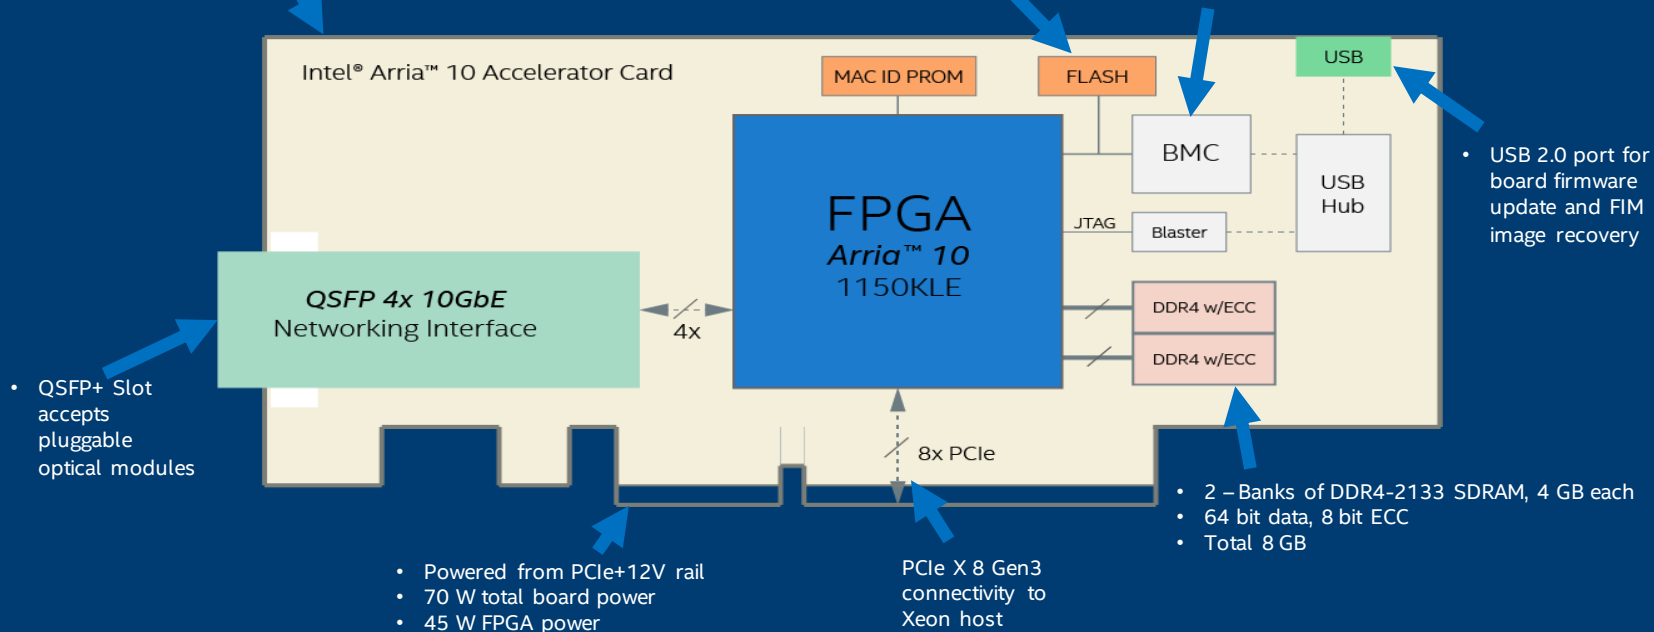 Intel® Arria™ 10 Accelerator Card
MAC ID PROM
FLASH
USB
BMC
USB
Hub
• USB 2.0 port for
board firmware
update and FIM
image recovery
FPGA
Arria™ 10
1150KLE
JTAG
Blaster
QSFP 4x 10GbE
Networking Interface
4x
DDR4 w/ECC
DDR4 w/ECC
• QSFP+ Slot
accepts
pluggable
optical modules
8x PCIe
• 2 – Banks of DDR4-2133 SDRAM, 4 GB each
• 64 bit data, 8 bit ECC
• Total 8 GB
• Powered from PCIe+12V rail
• 70 W total board power
• 45 W FPGA power
PCIe X 8 Gen3
connectivity to
Xeon host